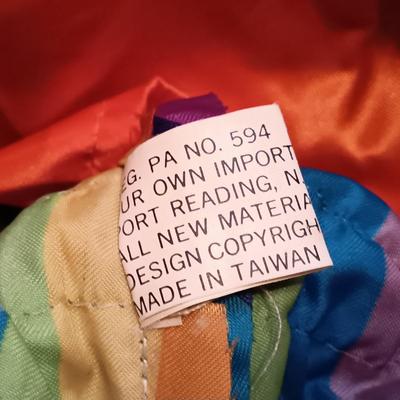 EG. PA NO. 594
UR OWN IMPORT
PORT READING, N.
ALL NEW MATERIA
DESIGN COPYRIGH
MADE IN TAIWAN